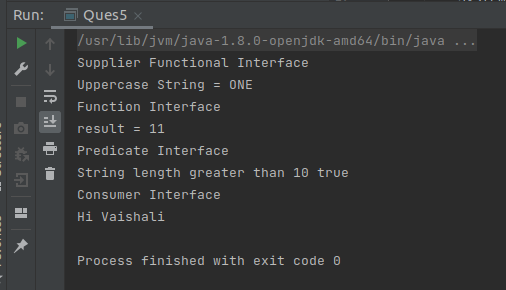 Run: Ques5
/usr/lib/jvm/java-1.8.0-openjdk-amd64/bin/java ...
Supplier Functional Interface
Uppercase String = ONE
Function Interface
result = 11
Predicate Interface
String length greater than 10 true
Consumer Interface
Hi Vaishali
Process finished with exit code 0